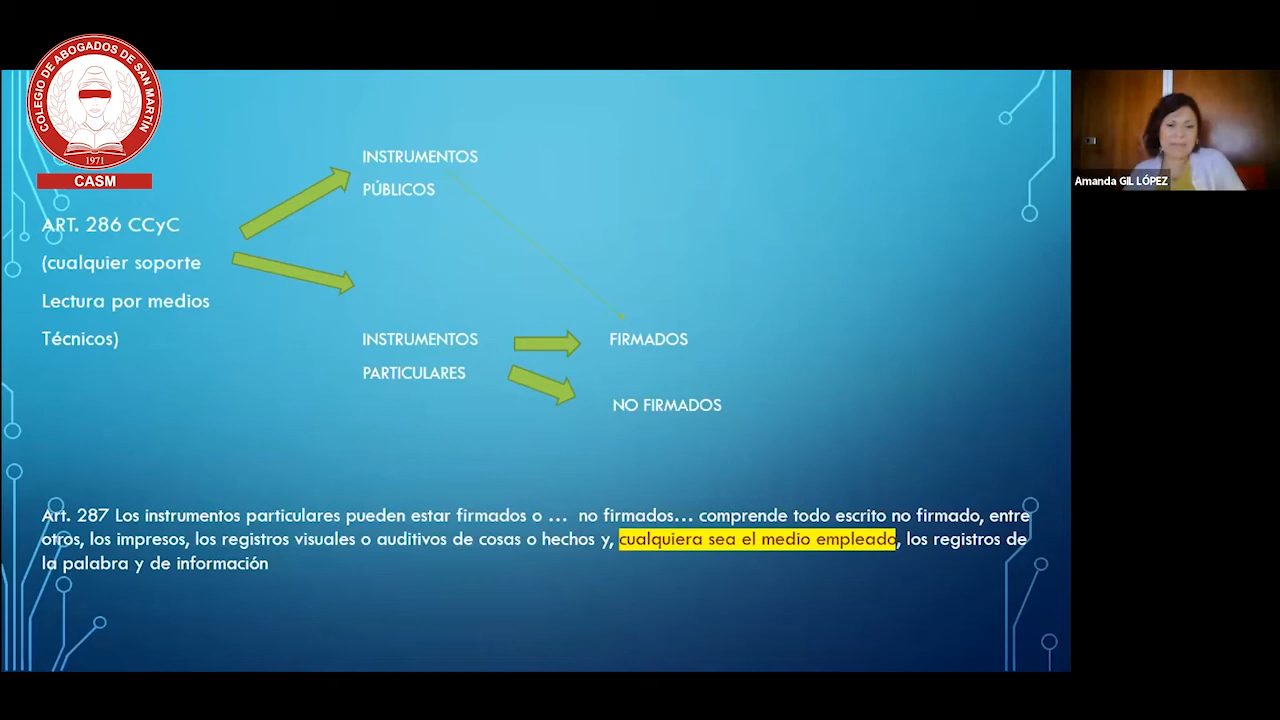 COLEGIO DE ABOGADOS DE SAN MARTÍN
1971
CASM
INSTRUMENTOS
PÚBLICOS
ART. 286 CCyC
(cualquier soporte
Lectura por medios
Técnicos)
INSTRUMENTOS
PARTICULARES
FIRMADOS
NO FIRMADOS
Art. 287 Los instrumentos particulares pueden estar firmados o … no firmados… comprende todo escrito no firmado, entre
otros, los impresos, los registros visuales o auditivos de cosas o hechos y, cualquiera sea el medio empleado, los registros de
la palabra y de información
Amanda GIL LÓPEZ